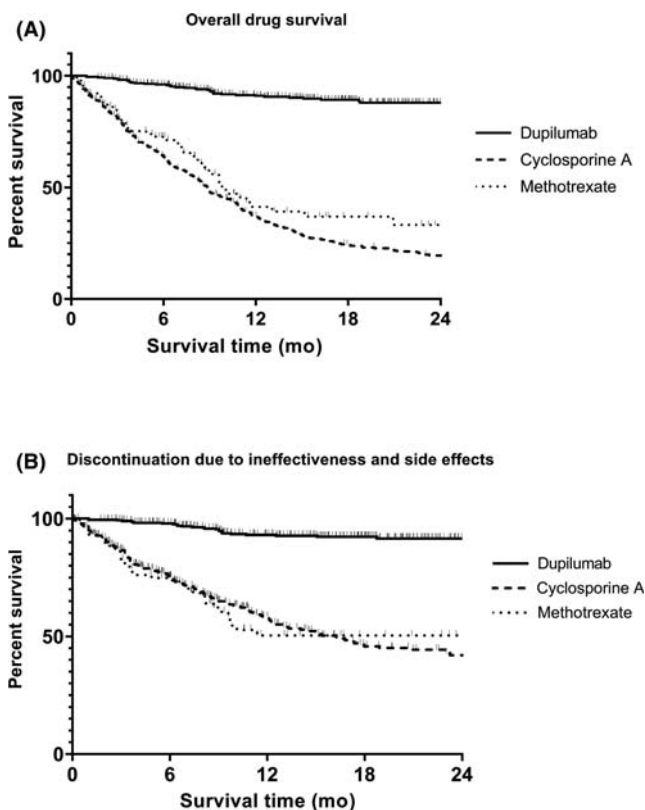 (A)
Overall drug survival
Percent survival
100
50
0
0 6 12 18 24
Survival time (mo)
Dupilumab
Cyclosporine A
Methotrexate
(B) Discontinuation due to ineffectiveness and side effects
Percent survival
100
50
0
0 6 12 18 24
Survival time (mo)
Dupilumab
Cyclosporine A
Methotrexate